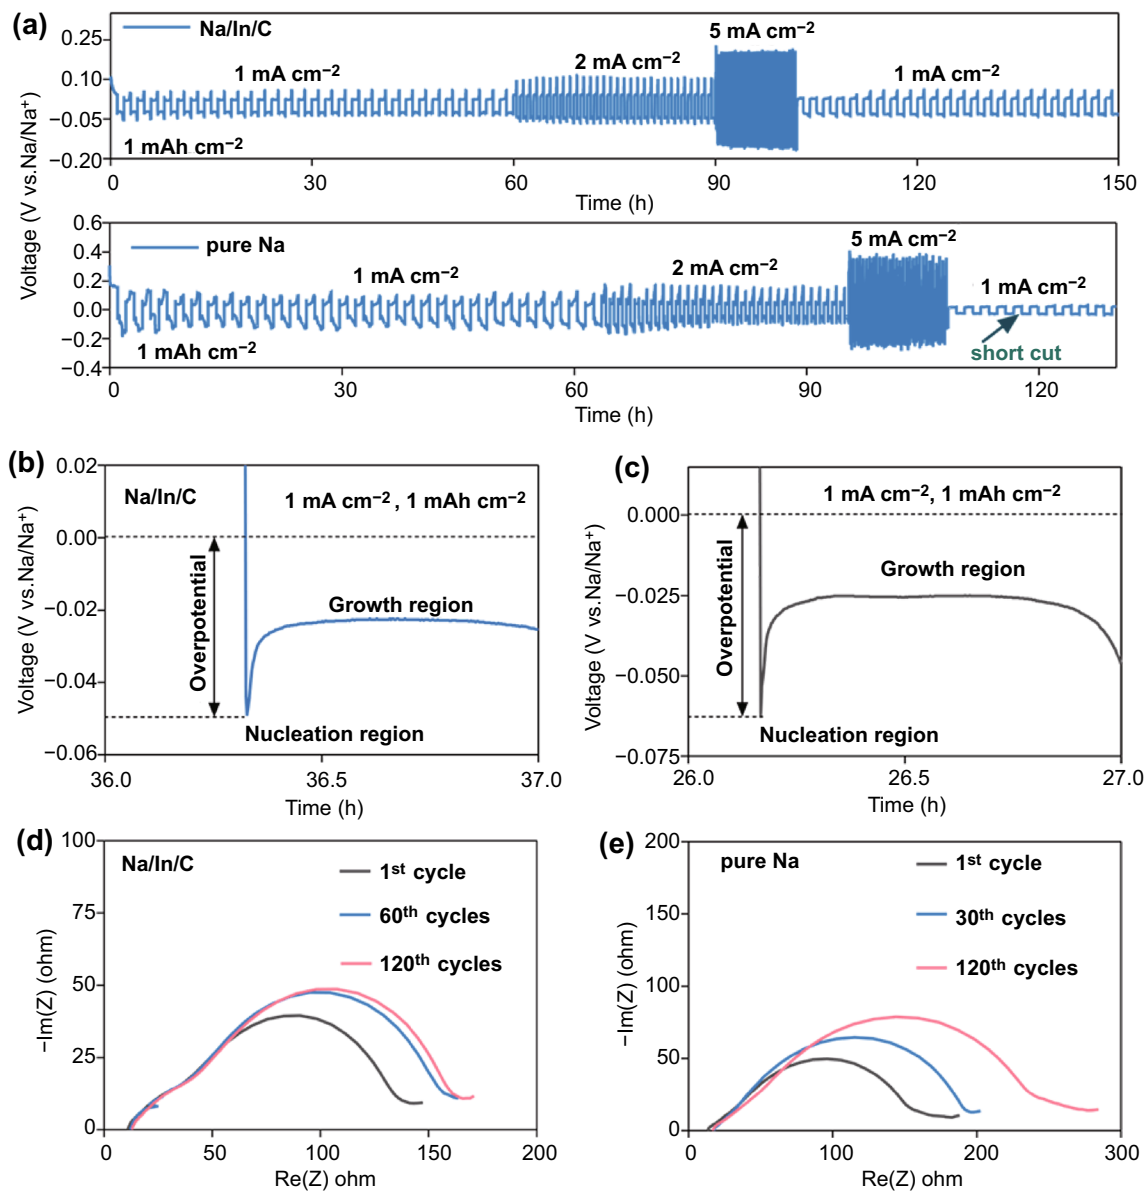 (a)
Na/In/C
5 mA cm⁻²
0.25
2 mA cm⁻²
0.10
1 mA cm⁻²
1 mA cm⁻²
−0.05
1 mAh cm⁻²
−0.20
0 30 60 90 120 150
Time (h)
Voltage (V vs.Na/Na⁺)
0.6
pure Na
5 mA cm⁻²
0.4
1 mA cm⁻²
2 mA cm⁻²
0.2
1 mA cm⁻²
0.0
−0.2
1 mAh cm⁻²
short cut
−0.4
0 30 60 90 120
Time (h)
(b)
0.02
Na/In/C
1 mA cm⁻² , 1 mAh cm⁻²
0.00
Overpotential
Growth region
−0.02
−0.04
Nucleation region
−0.06
36.0 36.5 37.0
Time (h)
Voltage (V vs.Na/Na⁺)
(c)
1 mA cm⁻², 1 mAh cm⁻²
0.000
Overpotential
Growth region
−0.025
−0.050
Nucleation region
−0.075
26.0 26.5 27.0
Time (h)
Voltage (V vs.Na/Na⁺)
(d)
100
Na/In/C
1ˢᵗ cycle
60ᵗʰ cycles
120ᵗʰ cycles
75
50
25
0
0 50 100 150 200
Re(Z) ohm
−Im(Z) (ohm)
(e)
200
pure Na
1ˢᵗ cycle
30ᵗʰ cycles
120ᵗʰ cycles
150
100
50
0
0 100 200 300
Re(Z) ohm
−Im(Z) (ohm)